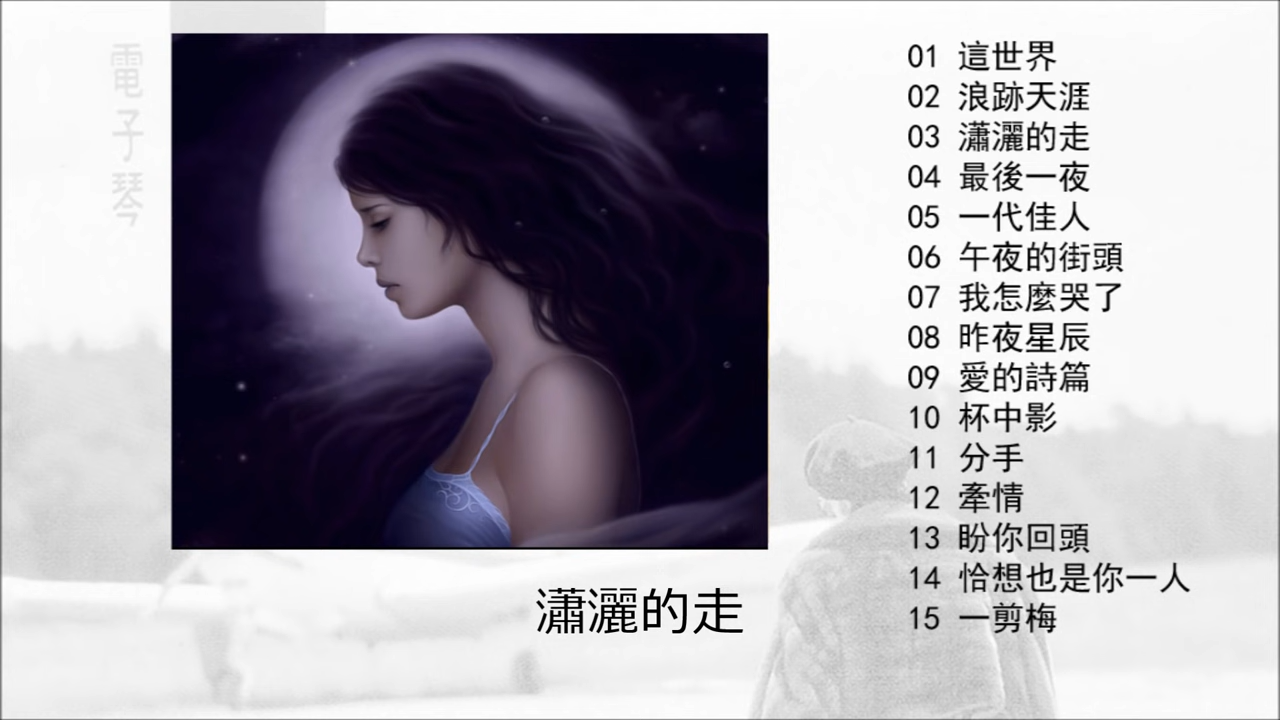 電子琴
瀟灑的走
01 這世界
02 浪跡天涯
03 瀟灑的走
04 最後一夜
05 一代佳人
06 午夜的街頭
07 我怎麼哭了
08 昨夜星辰
09 愛的詩篇
10 杯中影
11 分手
12 牽情
13 盼你回頭
14 恰想也是你一人
15 一剪梅